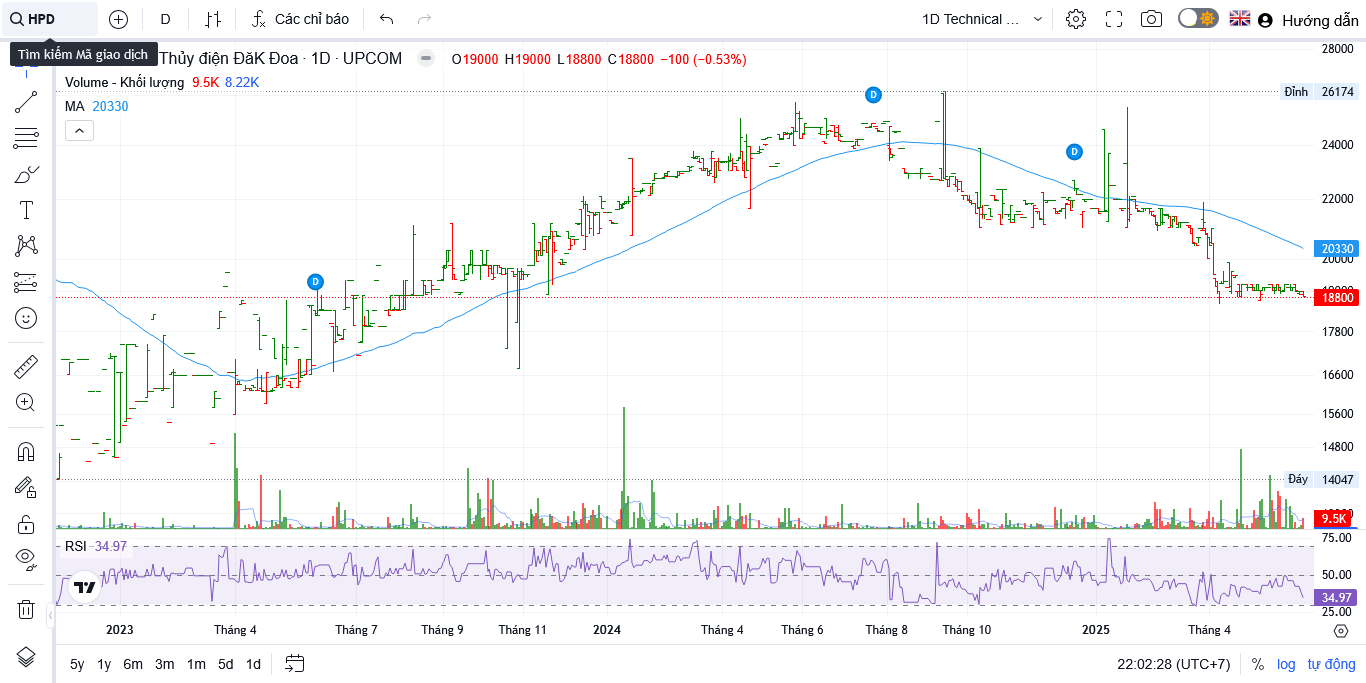 HPD D Các chỉ báo 1D Technical ... Hướng dẫn
Tìm kiếm Mã giao dịch
Thủy điện ĐăK Đoa · 1D · UPCOM O19000 H19000 L18800 C18800 −100 (−0.53%)
Volume - Khối lượng 9.5K 8.22K
MA 20330
28000
Đỉnh 26174
D
24000
D
22000
20330
20000
D
18800
17800
16600
15600
14800
Đáy 14047
9.5K
RSI 34.97
75.00
50.00
34.97
25.00
2023 Tháng 4 Tháng 7 Tháng 9 Tháng 11 2024 Tháng 4 Tháng 6 Tháng 8 Tháng 10 2025 Tháng 4
5y 1y 6m 3m 1m 5d 1d 22:02:28 (UTC+7) % log tự động